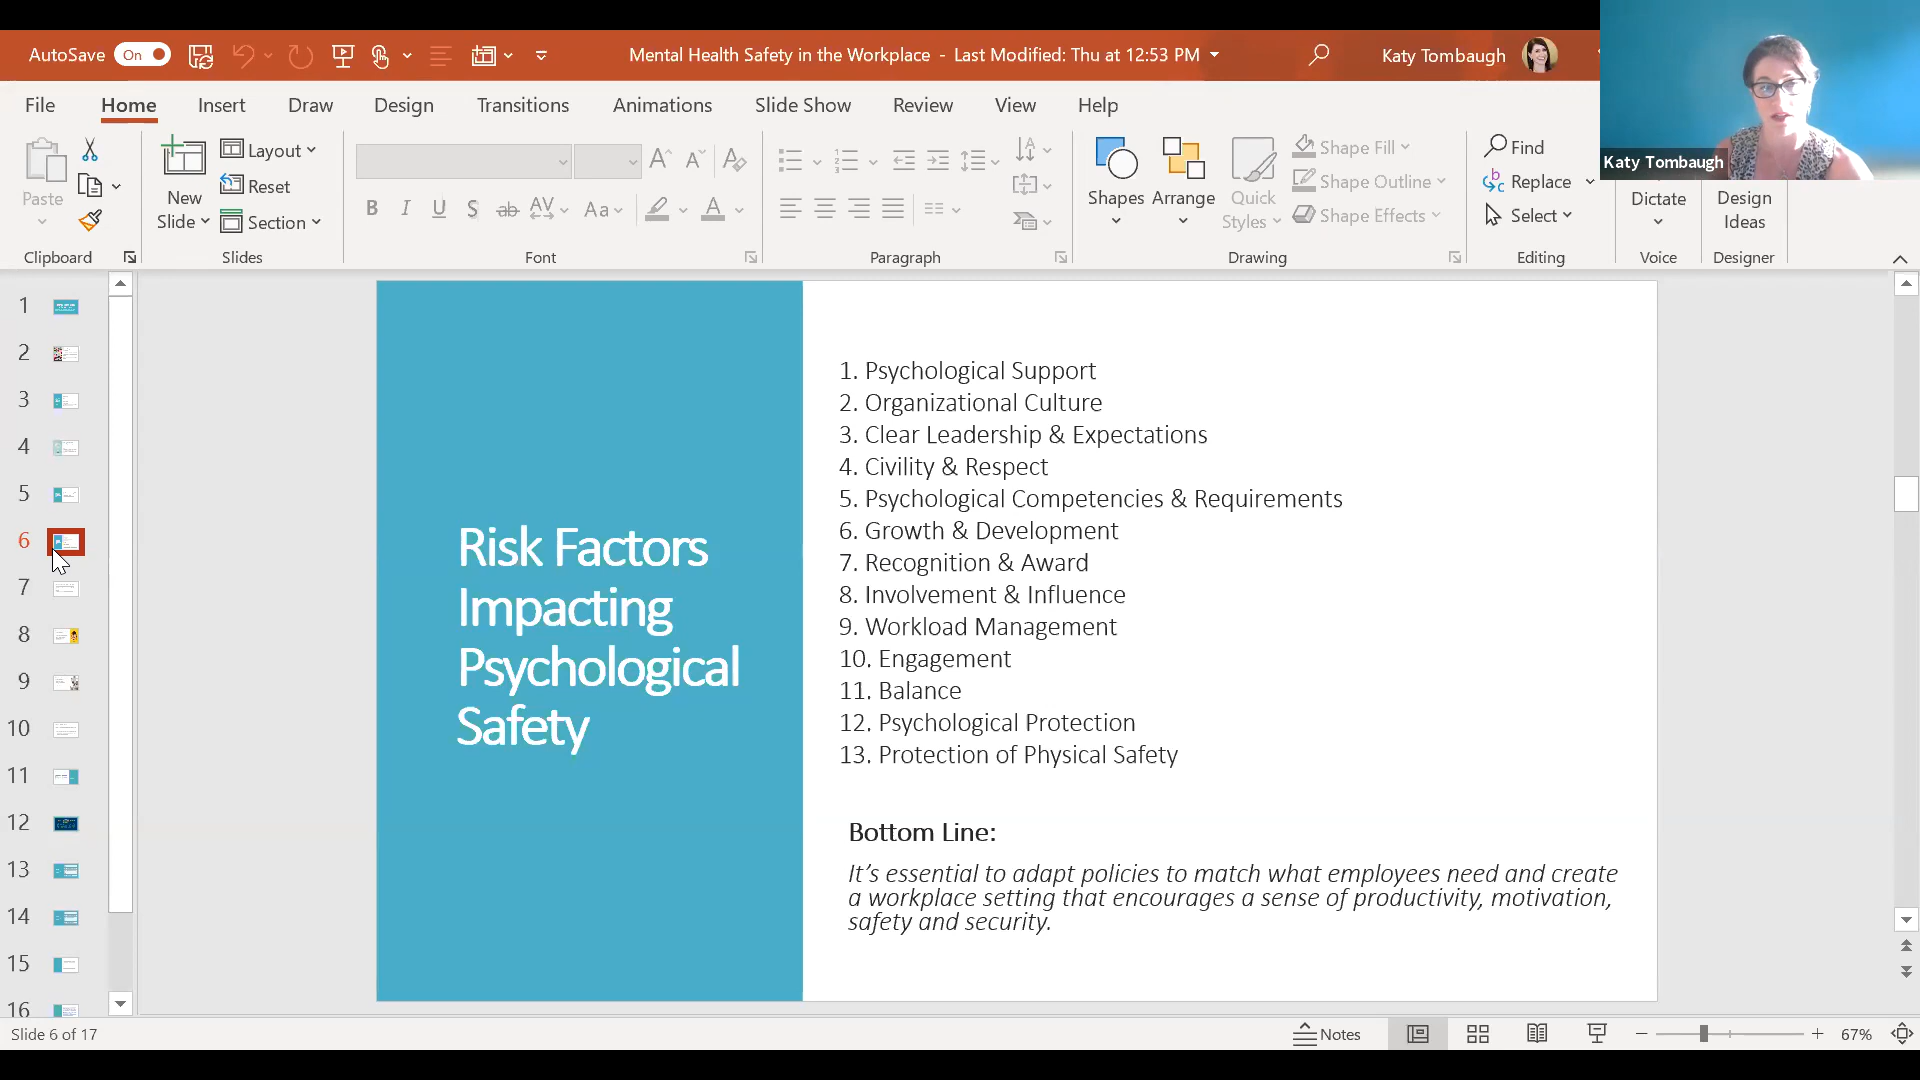 AutoSave On
Mental Health Safety in the Workplace - Last Modified: Thu at 12:53 PM
Katy Tombaugh
File Home Insert Draw Design Transitions Animations Slide Show Review View Help
Katy Tombaugh
Paste
Clipboard
New Slide
Layout
Reset
Section
Slides
B I U S ab AV Aa A
A A A
Font
Paragraph
Shapes
Arrange
Quick Styles
Shape Fill
Shape Outline
Shape Effects
Drawing
Find
Replace
Select
Editing
Dictate
Voice
Design Ideas
Designer
1
2
3
4
5
6
7
8
9
10
11
12
13
14
15
16
Risk Factors
Impacting
Psychological
Safety
1. Psychological Support
2. Organizational Culture
3. Clear Leadership & Expectations
4. Civility & Respect
5. Psychological Competencies & Requirements
6. Growth & Development
7. Recognition & Award
8. Involvement & Influence
9. Workload Management
10. Engagement
11. Balance
12. Psychological Protection
13. Protection of Physical Safety
Bottom Line:
It's essential to adapt policies to match what employees need and create
a workplace setting that encourages a sense of productivity, motivation,
safety and security.
Slide 6 of 17
Notes
67%